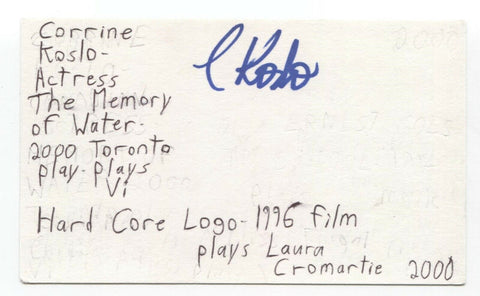 Corrine
Koslo-
Actress
The Memory
of Water-
2000 Toronto
play-plays
Vi
C Koslo
Hard Core Logo-1996 film
plays Laura
Cromartie 2000